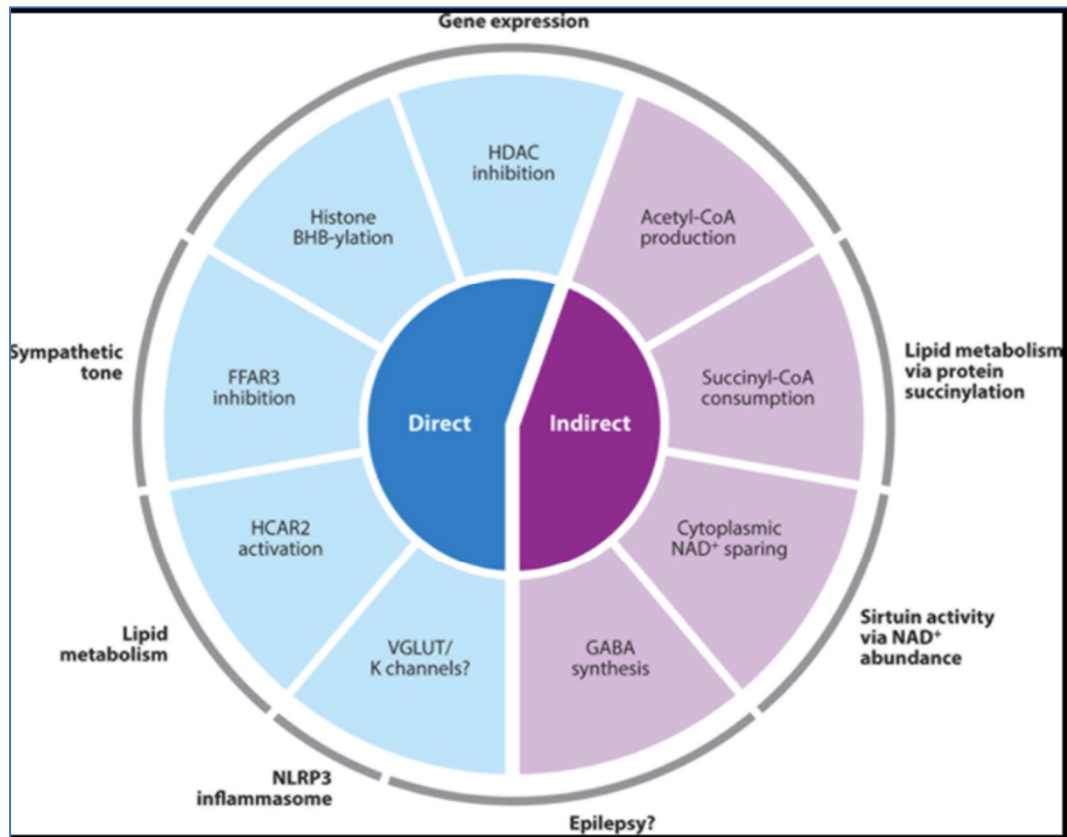 Gene expression
HDAC
inhibition
Histone
BHB-ylation
Acetyl-CoA
production
Sympathetic
tone
FFAR3
inhibition
Succinyl-CoA
consumption
Lipid metabolism
via protein
succinylation
Direct
Indirect
HCAR2
activation
Cytoplasmic
NAD⁺ sparing
Lipid
metabolism
VGLUT/
K channels?
GABA
synthesis
Sirtuin activity
via NAD⁺
abundance
NLRP3
inflammasome
Epilepsy?